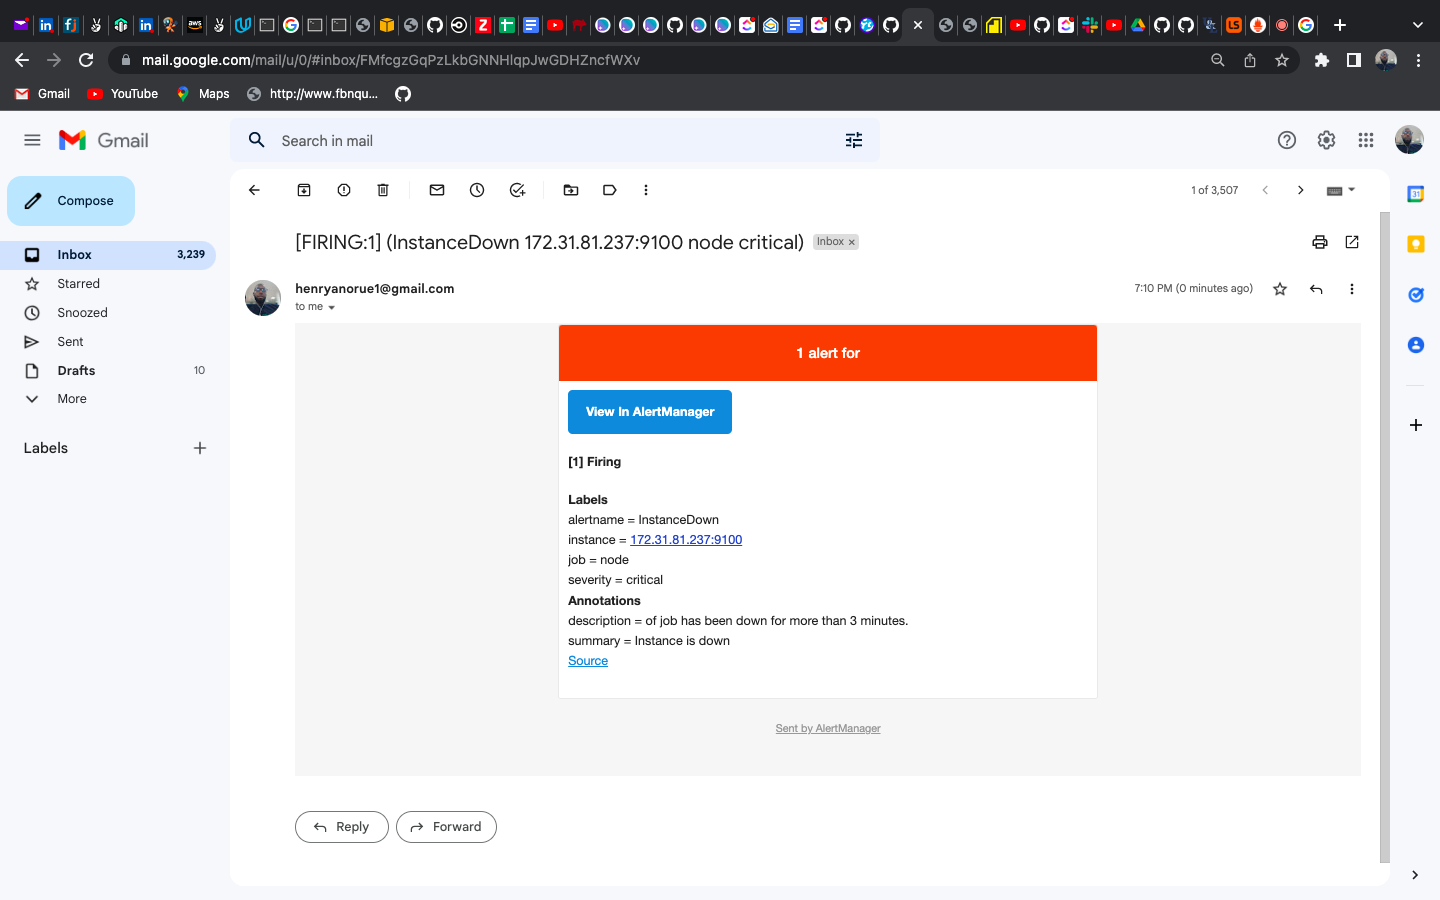 mail.google.com/mail/u/0/#inbox/FMfcgzGqPzLkbGNNHlqpJwGDHZncfWXv
Gmail
YouTube
Maps
http://www.fbnqu...
Gmail
Search in mail
Compose
1 of 3,507
Inbox 3,239
Starred
Snoozed
Sent
Drafts 10
More
Labels
[FIRING:1] (InstanceDown 172.31.81.237:9100 node critical) Inbox ×
henryanorue1@gmail.com
7:10 PM (0 minutes ago)
to me
1 alert for
View in AlertManager
[1] Firing
Labels
alertname = InstanceDown
instance = 172.31.81.237:9100
job = node
severity = critical
Annotations
description = of job has been down for more than 3 minutes.
summary = Instance is down
Source
Sent by AlertManager
Reply
Forward
31